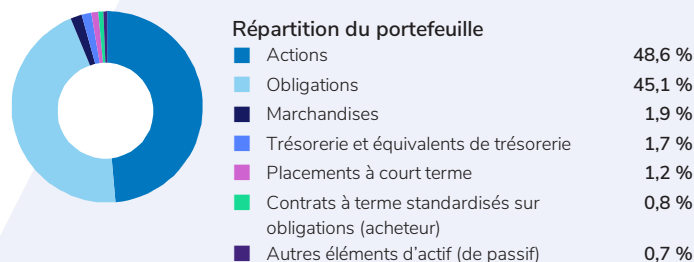 Répartition du portefeuille
Actions 48,6 %
Obligations 45,1 %
Marchandises 1,9 %
Trésorerie et équivalents de trésorerie 1,7 %
Placements à court terme 1,2 %
Contrats à terme standardisés sur 0,8 %
obligations (acheteur)
Autres éléments d'actif (de passif) 0,7 %